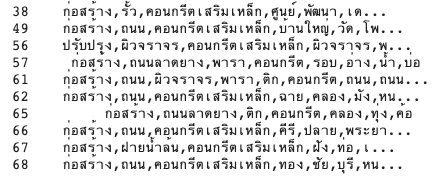 38 ก่อสร้าง,รั้ว,คอนกรีตเสริมเหล็ก,ศูนย์,พัฒนา,เด...
49 ก่อสร้าง,ถนน,คอนกรีตเสริมเหล็ก,บ้านใหญ่,วัด,โพ...
56 ปรับปรุง,ผิวจราจร,คอนกรีตเสริมเหล็ก,ผิวจราจร,พ...
57 ก่อสร้าง,ถนนลาดยาง,พารา,คอนกรีต,รอบ,อ่าง,น้ำ,บ่อ
61 ก่อสร้าง,ถนน,ผิวจราจร,พารา,ติก,คอนกรีต,ถนน,ถนน...
62 ก่อสร้าง,ถนน,คอนกรีตเสริมเหล็ก,ฉาย,คลอง,มัง,หน...
65 ก่อสร้าง,ถนนลาดยาง,ติก,คอนกรีต,คลอง,ทุ่ง,ค้อ
66 ก่อสร้าง,ถนน,คอนกรีตเสริมเหล็ก,คีรี,ปลาย,พระยา...
67 ก่อสร้าง,ฝายน้ำล้น,คอนกรีตเสริมเหล็ก,ฝัง,ท่อ,เ...
68 ก่อสร้าง,ถนน,คอนกรีตเสริมเหล็ก,ทอง,ชัย,บุรี,หน...